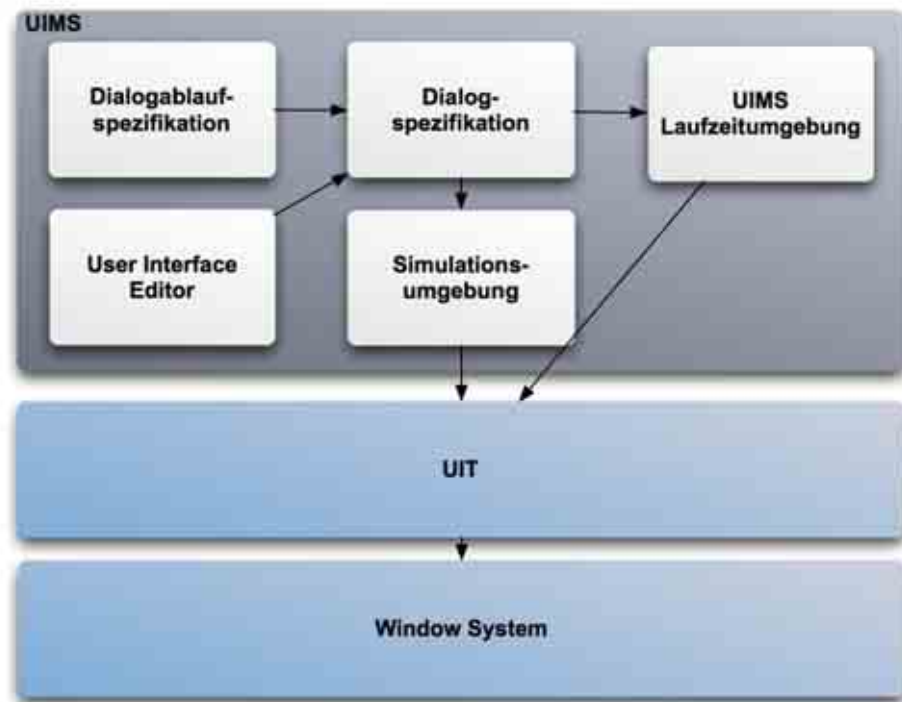 UIMS
Dialogablauf-
spezifikation
Dialog-
spezifikation
UIMS
Laufzeitumgebung
User Interface
Editor
Simulations-
umgebung
UIT
Window System